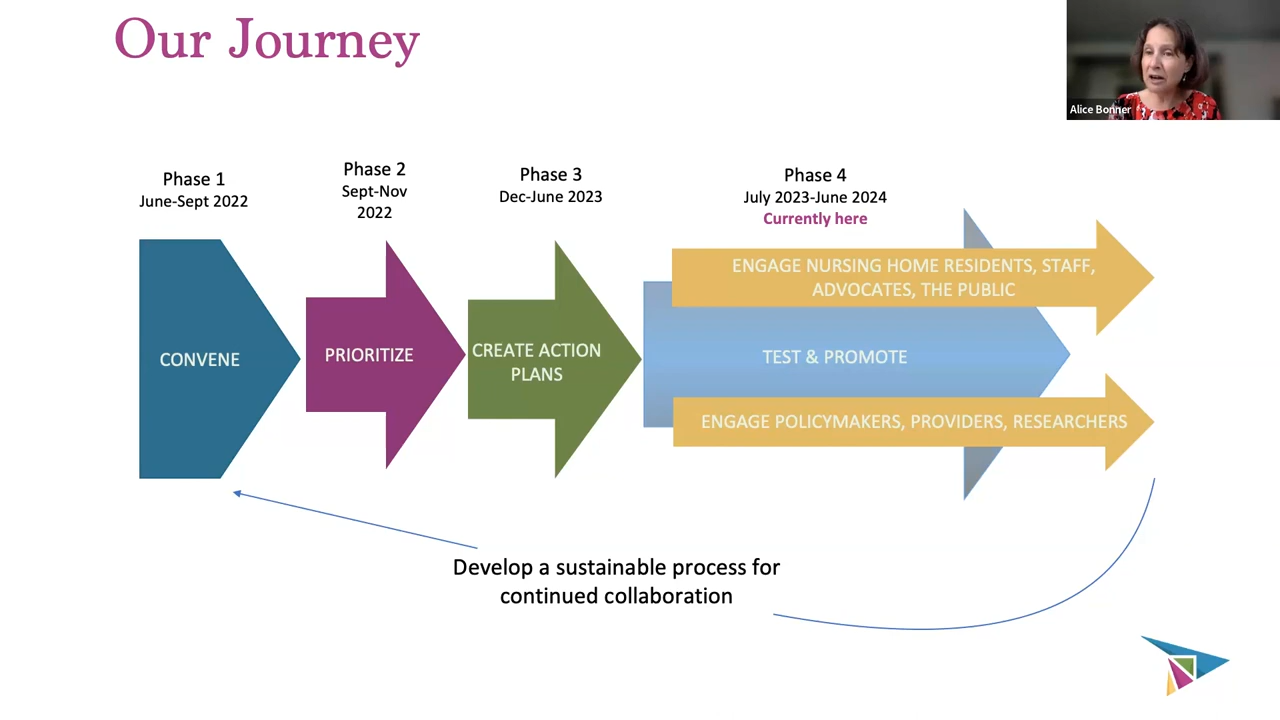 Our Journey
Alice Bonner
Phase 1
June-Sept 2022
Phase 2
Sept-Nov
2022
Phase 3
Dec-June 2023
Phase 4
July 2023-June 2024
Currently here
CONVENE
PRIORITIZE
CREATE ACTION
PLANS
ENGAGE NURSING HOME RESIDENTS, STAFF,
ADVOCATES, THE PUBLIC
TEST & PROMOTE
ENGAGE POLICYMAKERS, PROVIDERS, RESEARCHERS
Develop a sustainable process for
continued collaboration